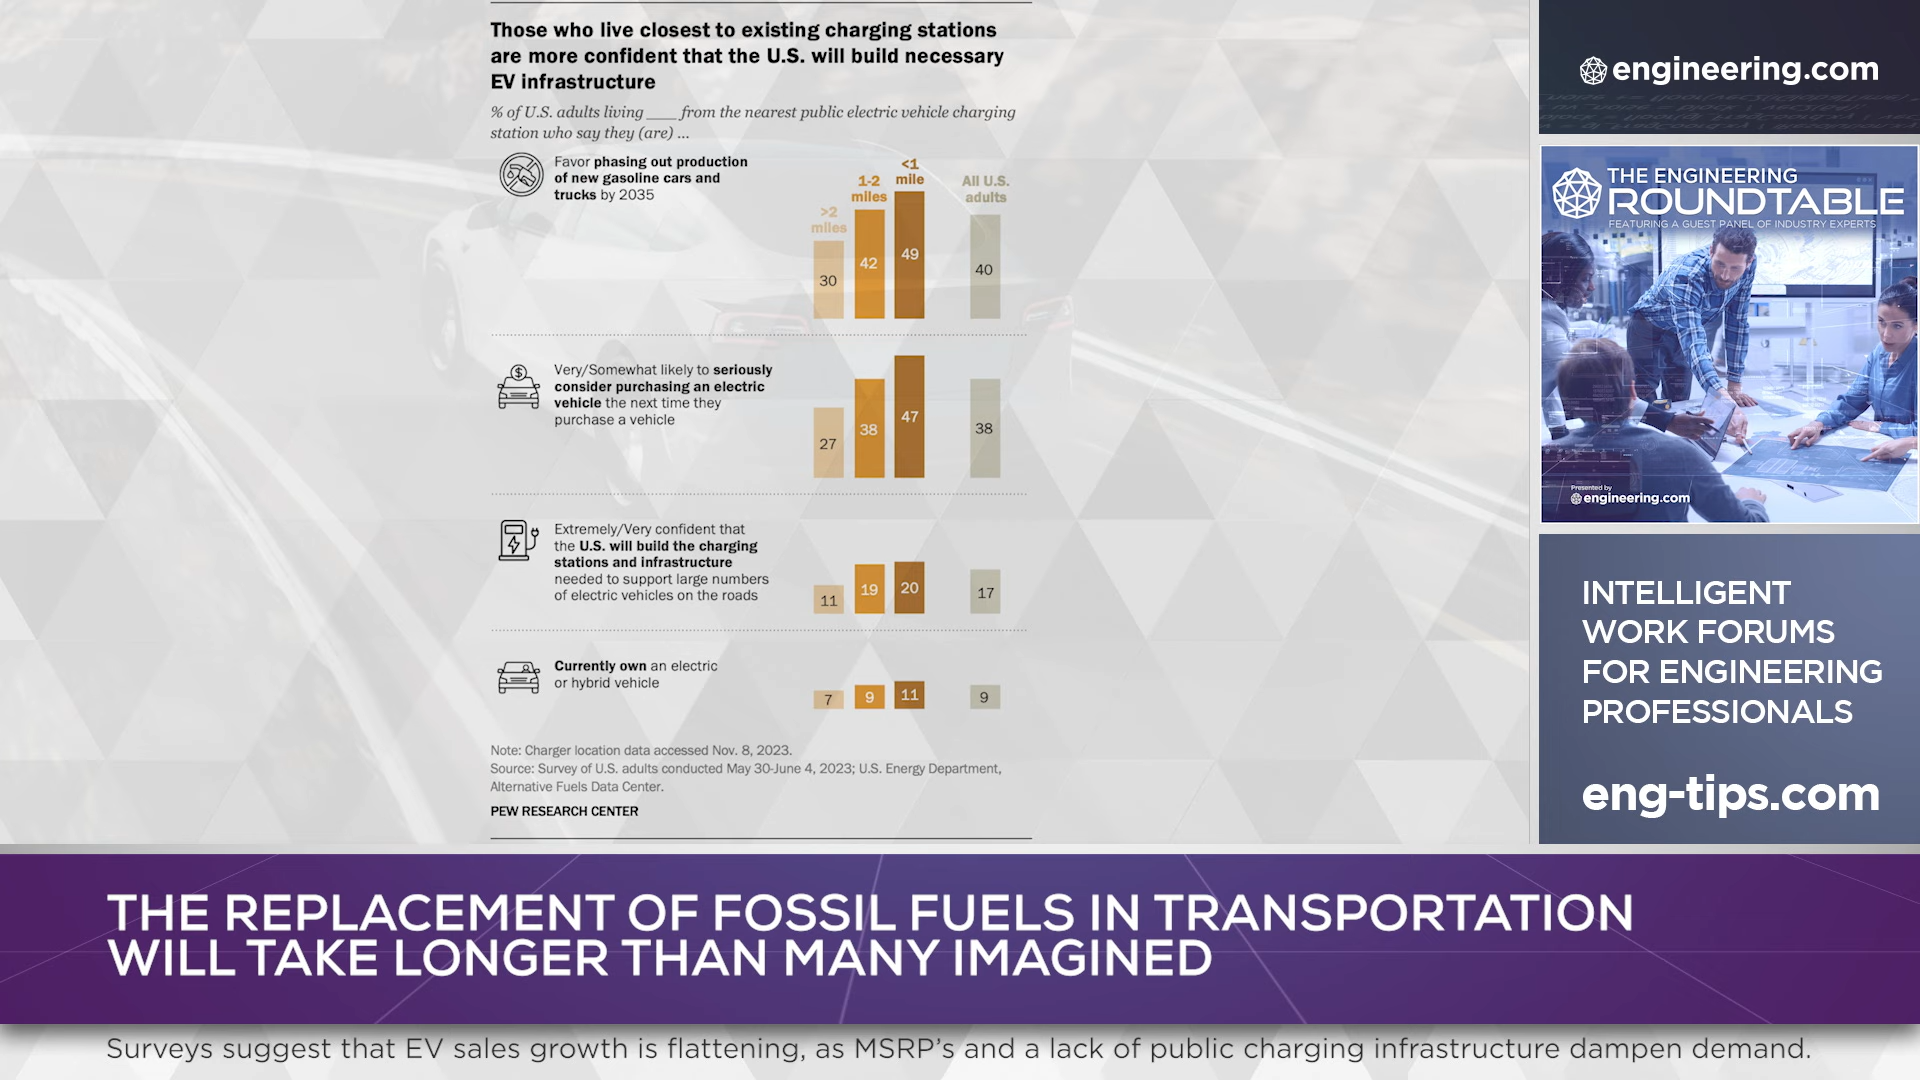 Those who live closest to existing charging stations
are more confident that the U.S. will build necessary
EV infrastructure
% of U.S. adults living ___ from the nearest public electric vehicle charging
station who say they (are) ...
Favor phasing out production
of new gasoline cars and
trucks by 2035
>2
miles
1-2
miles
<1
mile
All U.S.
adults
30
42
49
40
Very/Somewhat likely to seriously
consider purchasing an electric
vehicle the next time they
purchase a vehicle
27
38
47
38
Extremely/Very confident that
the U.S. will build the charging
stations and infrastructure
needed to support large numbers
of electric vehicles on the roads
11
19
20
17
Currently own an electric
or hybrid vehicle
7
9
11
9
Note: Charger location data accessed Nov. 8, 2023.
Source: Survey of U.S. adults conducted May 30-June 4, 2023; U.S. Energy Department,
Alternative Fuels Data Center.
PEW RESEARCH CENTER
engineering.com
THE ENGINEERING
ROUNDTABLE
FEATURING A GUEST PANEL OF INDUSTRY EXPERTS
Presented by
engineering.com
INTELLIGENT
WORK FORUMS
FOR ENGINEERING
PROFESSIONALS
eng-tips.com
THE REPLACEMENT OF FOSSIL FUELS IN TRANSPORTATION
WILL TAKE LONGER THAN MANY IMAGINED
Surveys suggest that EV sales growth is flattening, as MSRP's and a lack of public charging infrastructure dampen demand.